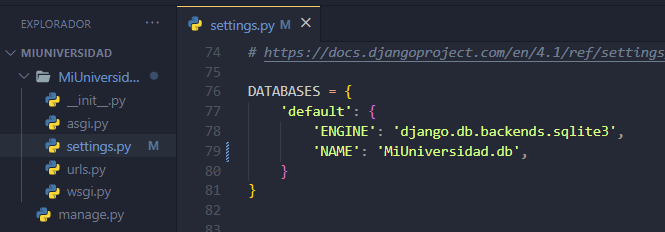 EXPLORADOR
MIUNIVERSIDAD
MiUniversid...
__init__.py
asgi.py
settings.py M
urls.py
wsgi.py
manage.py
settings.py M
74 # https://docs.djangoproject.com/en/4.1/ref/settings
75
76 DATABASES = {
77 'default': {
78 'ENGINE': 'django.db.backends.sqlite3',
79 'NAME': 'MiUniversidad.db',
80 }
81 }
82
83